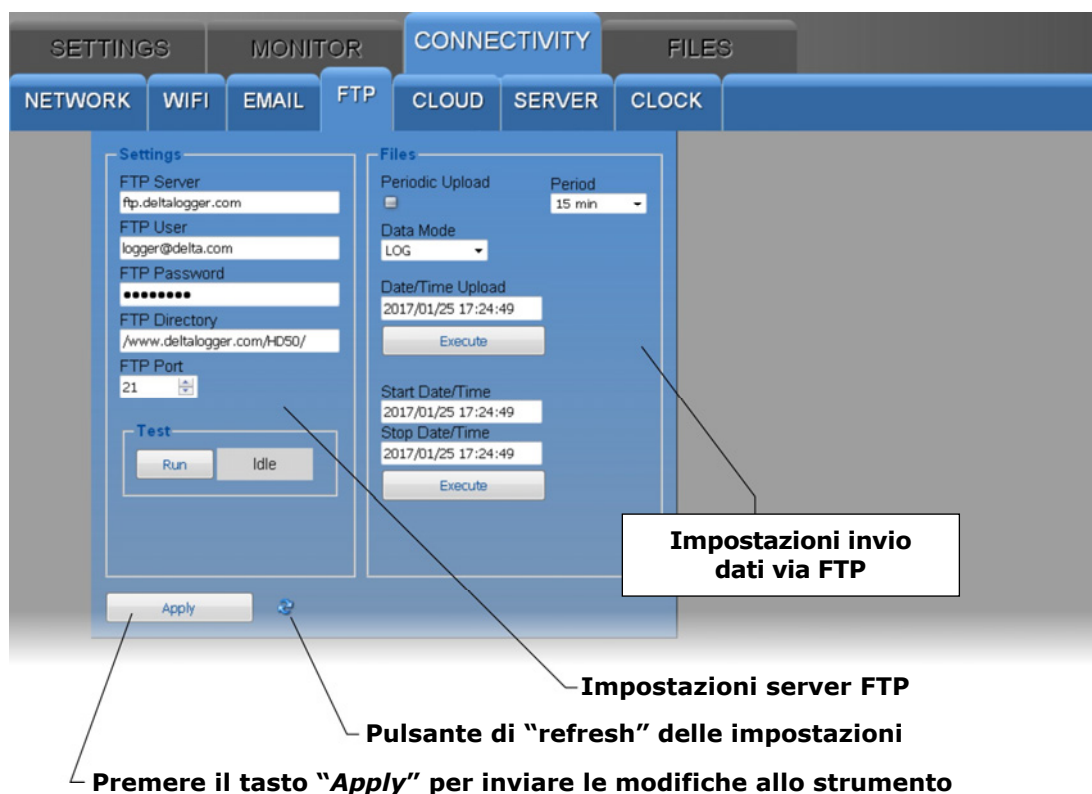 SETTINGS MONITOR CONNECTIVITY FILES
NETWORK WIFI EMAIL FTP CLOUD SERVER CLOCK
Settings
FTP Server
ftp.deltalogger.com
FTP User
logger@delta.com
FTP Password
••••••••
FTP Directory
/www.deltalogger.com/HD50/
FTP Port
21
Test
Run Idle
Files
Periodic Upload Period
15 min
Data Mode
LOG
Date/Time Upload
2017/01/25 17:24:49
Execute
Start Date/Time
2017/01/25 17:24:49
Stop Date/Time
2017/01/25 17:24:49
Execute
Impostazioni invio
dati via FTP
Apply
Impostazioni server FTP
Pulsante di “refresh” delle impostazioni
Premere il tasto “Apply” per inviare le modifiche allo strumento